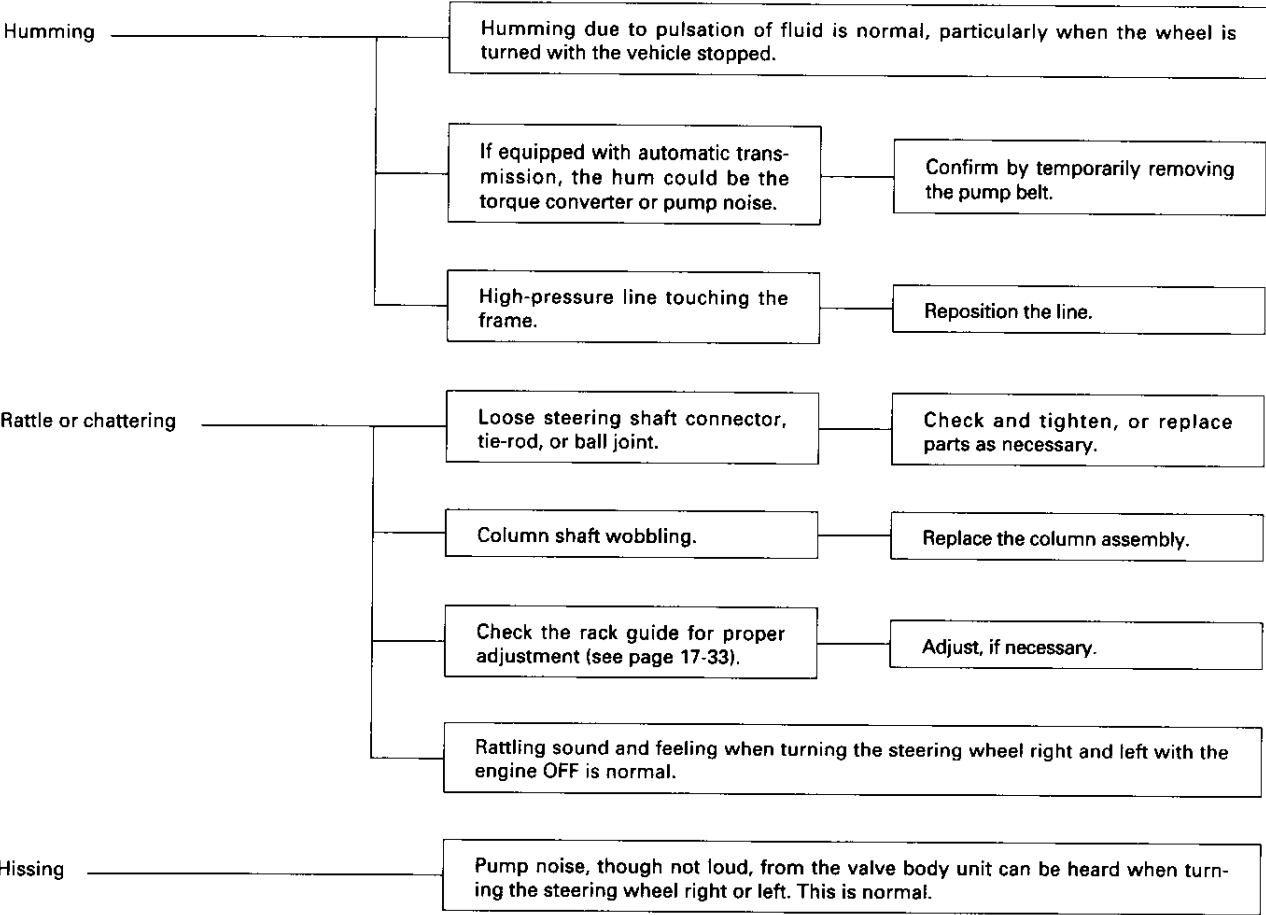 Humming
Humming due to pulsation of fluid is normal, particularly when the wheel is
turned with the vehicle stopped.
If equipped with automatic trans-
mission, the hum could be the
torque converter or pump noise.
Confirm by temporarily removing
the pump belt.
High-pressure line touching the
frame.
Reposition the line.
Rattle or chattering
Loose steering shaft connector,
tie-rod, or ball joint.
Check and tighten, or replace
parts as necessary.
Column shaft wobbling.
Replace the column assembly.
Check the rack guide for proper
adjustment (see page 17-33).
Adjust, if necessary.
Rattling sound and feeling when turning the steering wheel right and left with the
engine OFF is normal.
Hissing
Pump noise, though not loud, from the valve body unit can be heard when turn-
ing the steering wheel right or left. This is normal.